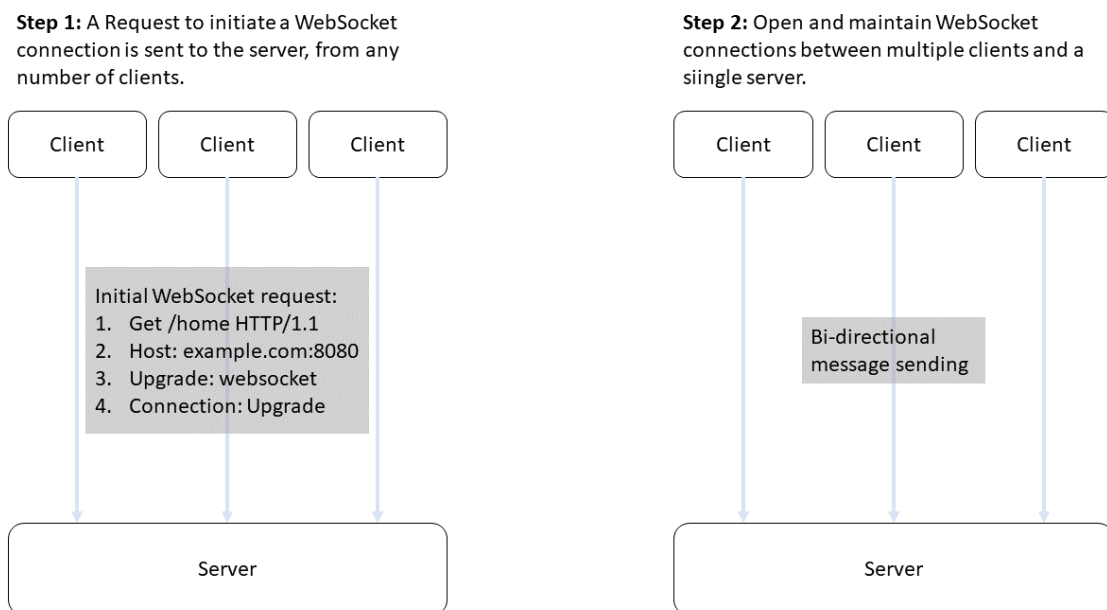 Step 1: A Request to initiate a WebSocket
connection is sent to the server, from any
number of clients.
Client
Client
Client
Initial WebSocket request:
1. Get /home HTTP/1.1
2. Host: example.com:8080
3. Upgrade: websocket
4. Connection: Upgrade
Server
Step 2: Open and maintain WebSocket
connections between multiple clients and a
siingle server.
Client
Client
Client
Bi-directional
message sending
Server